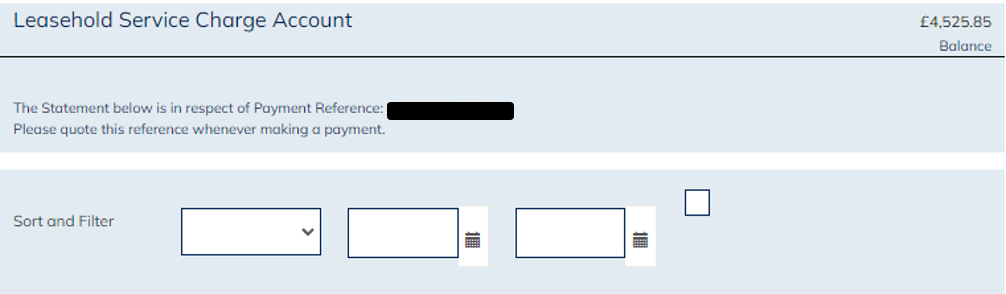 Leasehold Service Charge Account
£4,525.85
Balance
The Statement below is in respect of Payment Reference:
Please quote this reference whenever making a payment.
Sort and Filter